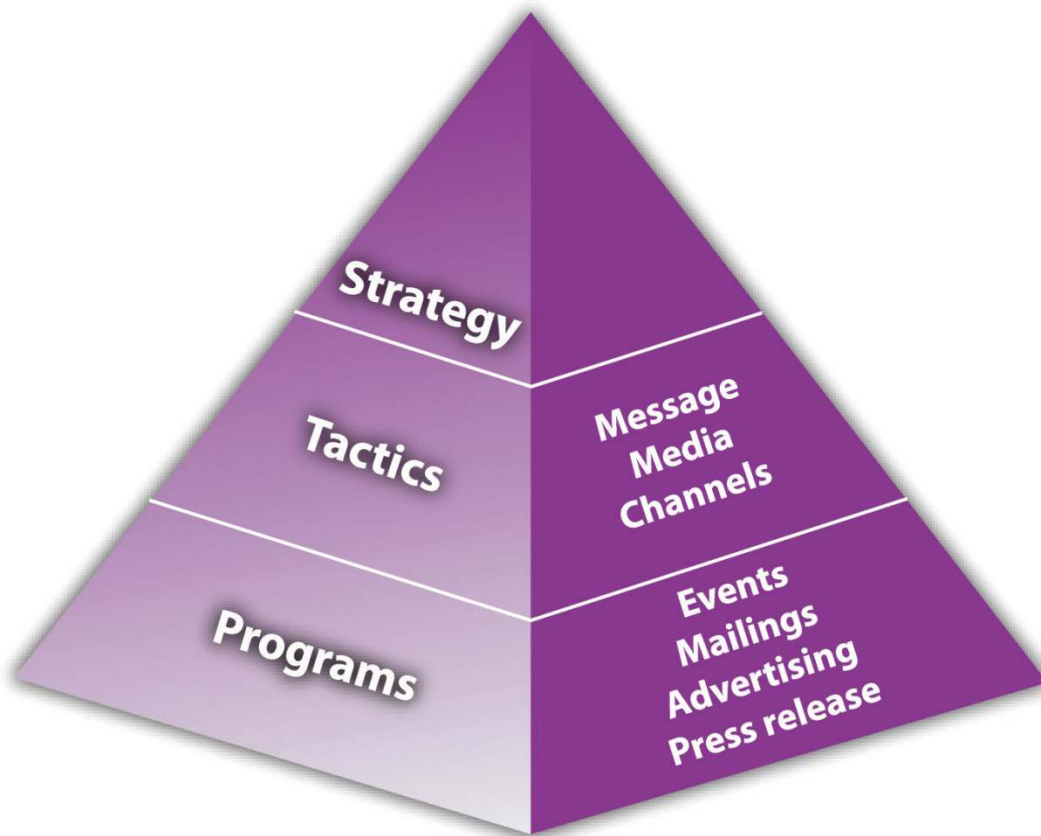 Strategy
Tactics
Message
Media
Channels
Programs
Events
Mailings
Advertising
Press release